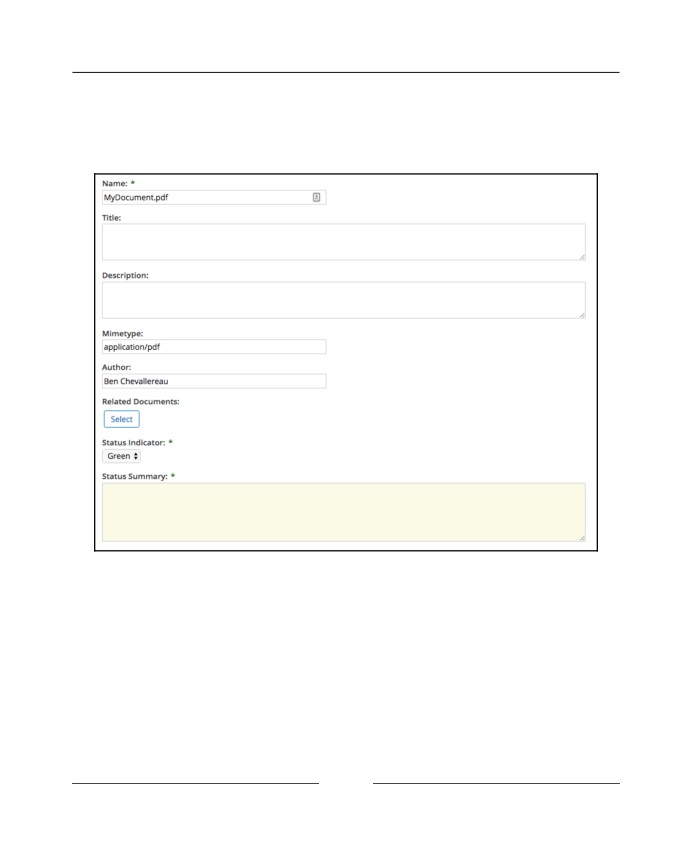 Name: *
MyDocument.pdf
Title:
Description:
Mimetype:
application/pdf
Author:
Ben Chevallereau
Related Documents:
Select
Status Indicator: *
Green
Status Summary: *